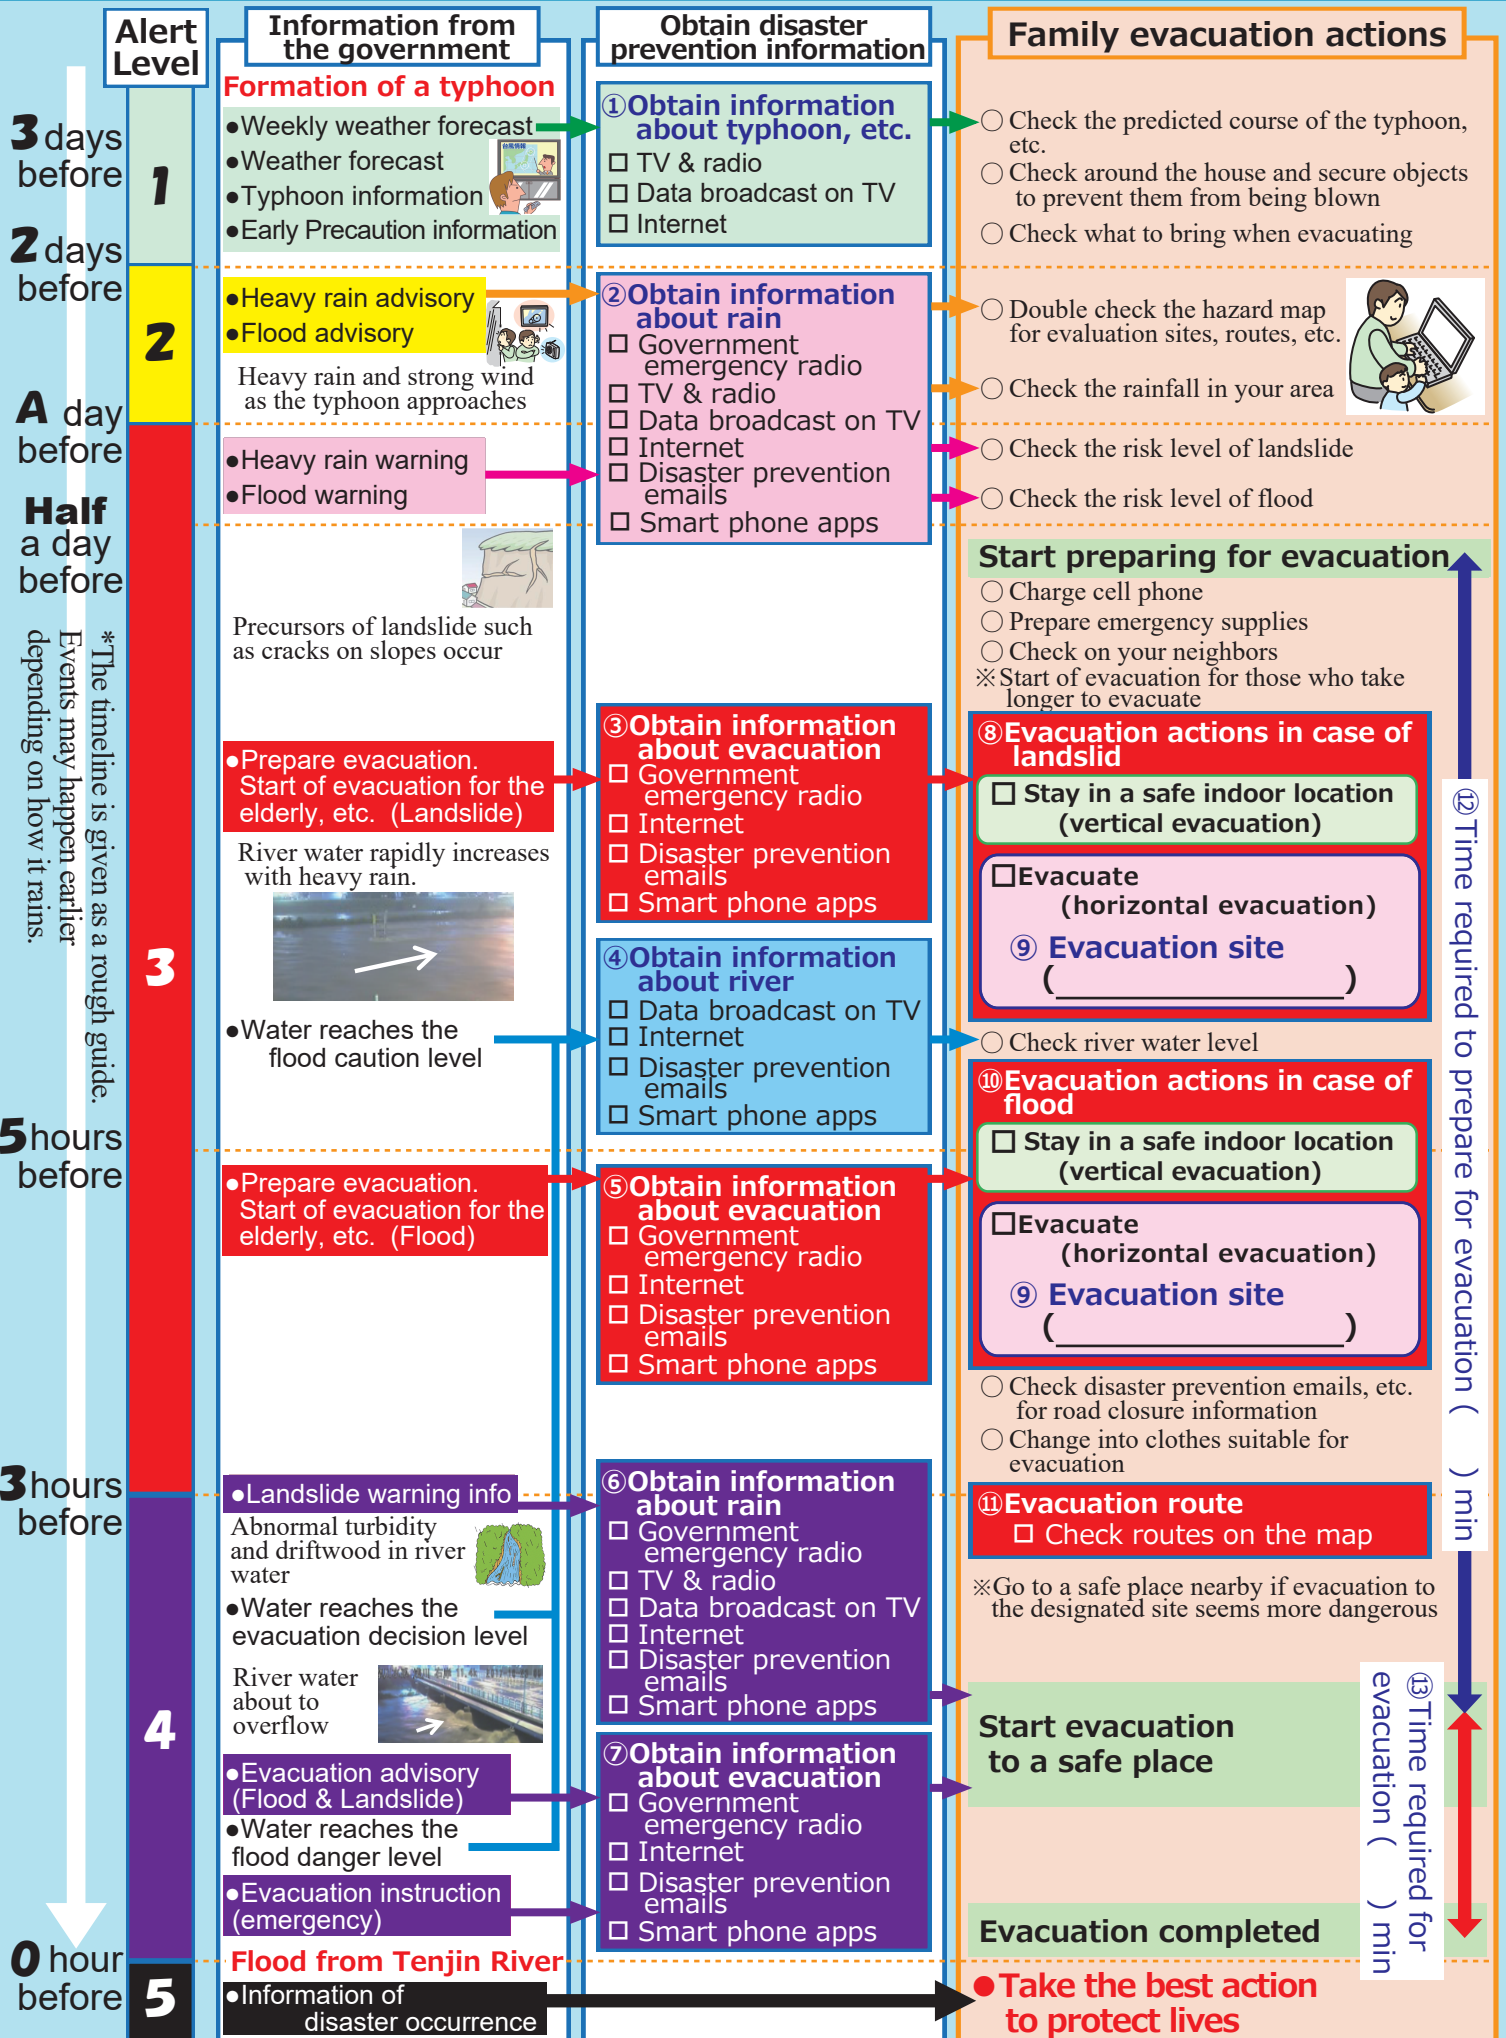 Alert
Level
Information from
the government
Obtain disaster
prevention information
Family evacuation actions
3 days
before
2 days
before
A day
before
Half
a day
before
*The timeline is given as a rough guide.
Events may happen earlier
depending on how it rains.
5 hours
before
3 hours
before
0 hour
before
1
2
3
4
5
Formation of a typhoon
●Weekly weather forecast
●Weather forecast
●Typhoon information
●Early Precaution information
台風情報
●Heavy rain advisory
●Flood advisory
Heavy rain and strong wind
as the typhoon approaches
●Heavy rain warning
●Flood warning
Precursors of landslide such
as cracks on slopes occur
●Prepare evacuation.
Start of evacuation for the
elderly, etc. (Landslide)
River water rapidly increases
with heavy rain.
●Water reaches the
flood caution level
●Prepare evacuation.
Start of evacuation for the
elderly, etc. (Flood)
●Landslide warning info
Abnormal turbidity
and driftwood in river
water
●Water reaches the
evacuation decision level
River water
about to
overflow
●Evacuation advisory
(Flood & Landslide)
●Water reaches the
flood danger level
●Evacuation instruction
(emergency)
Flood from Tenjin River
●Information of
disaster occurrence
①Obtain information
about typhoon, etc.
□ TV & radio
□ Data broadcast on TV
□ Internet
②Obtain information
about rain
□ Government
emergency radio
□ TV & radio
□ Data broadcast on TV
□ Internet
□ Disaster prevention
emails
□ Smart phone apps
③Obtain information
about evacuation
□ Government
emergency radio
□ Internet
□ Disaster prevention
emails
□ Smart phone apps
④Obtain information
about river
□ Data broadcast on TV
□ Internet
□ Disaster prevention
emails
□ Smart phone apps
⑤Obtain information
about evacuation
□ Government
emergency radio
□ Internet
□ Disaster prevention
emails
□ Smart phone apps
⑥Obtain information
about rain
□ Government
emergency radio
□ TV & radio
□ Data broadcast on TV
□ Internet
□ Disaster prevention
emails
□ Smart phone apps
⑦Obtain information
about evacuation
□ Government
emergency radio
□ Internet
□ Disaster prevention
emails
□ Smart phone apps
○ Check the predicted course of the typhoon,
etc.
○ Check around the house and secure objects
to prevent them from being blown
○ Check what to bring when evacuating
○ Double check the hazard map
for evaluation sites, routes, etc.
○ Check the rainfall in your area
○ Check the risk level of landslide
○ Check the risk level of flood
Start preparing for evacuation
○ Charge cell phone
○ Prepare emergency supplies
○ Check on your neighbors
※Start of evacuation for those who take
longer to evacuate
⑧Evacuation actions in case of
landslid
□ Stay in a safe indoor location
(vertical evacuation)
□Evacuate
(horizontal evacuation)
⑨ Evacuation site
(____________________)
○ Check river water level
⑩Evacuation actions in case of
flood
□ Stay in a safe indoor location
(vertical evacuation)
□Evacuate
(horizontal evacuation)
⑨ Evacuation site
(____________________)
○ Check disaster prevention emails, etc.
for road closure information
○ Change into clothes suitable for
evacuation
⑪Evacuation route
□ Check routes on the map
※Go to a safe place nearby if evacuation to
the designated site seems more dangerous
Start evacuation
to a safe place
Evacuation completed
●Take the best action
to protect lives
⑫Time required to prepare for evacuation (    ) min
⑬Time required for
evacuation (    ) min